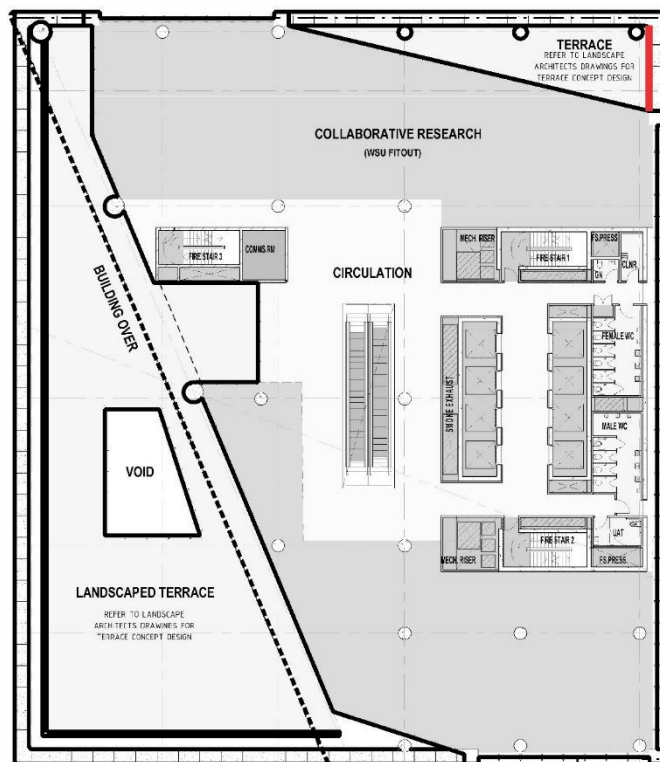 TERRACE
REFER TO LANDSCAPE
ARCHITECTS DRAWINGS FOR
TERRACE CONCEPT DESIGN
COLLABORATIVE RESEARCH
(WSU FITOUT)
MECH. RISER
FIRE STAIR 1
FS.PRESS
CLNR.
GN
FIRE STAIR 3
COMMS.RM
CIRCULATION
BUILDING OVER
FEMALE WC
SMOKE EXHAUST
MALE WC
VOID
UAT
FIRE STAIR 2
MECH. RISER
FS.PRESS.
LANDSCAPED TERRACE
REFER TO LANDSCAPE
ARCHITECTS DRAWINGS FOR
TERRACE CONCEPT DESIGN